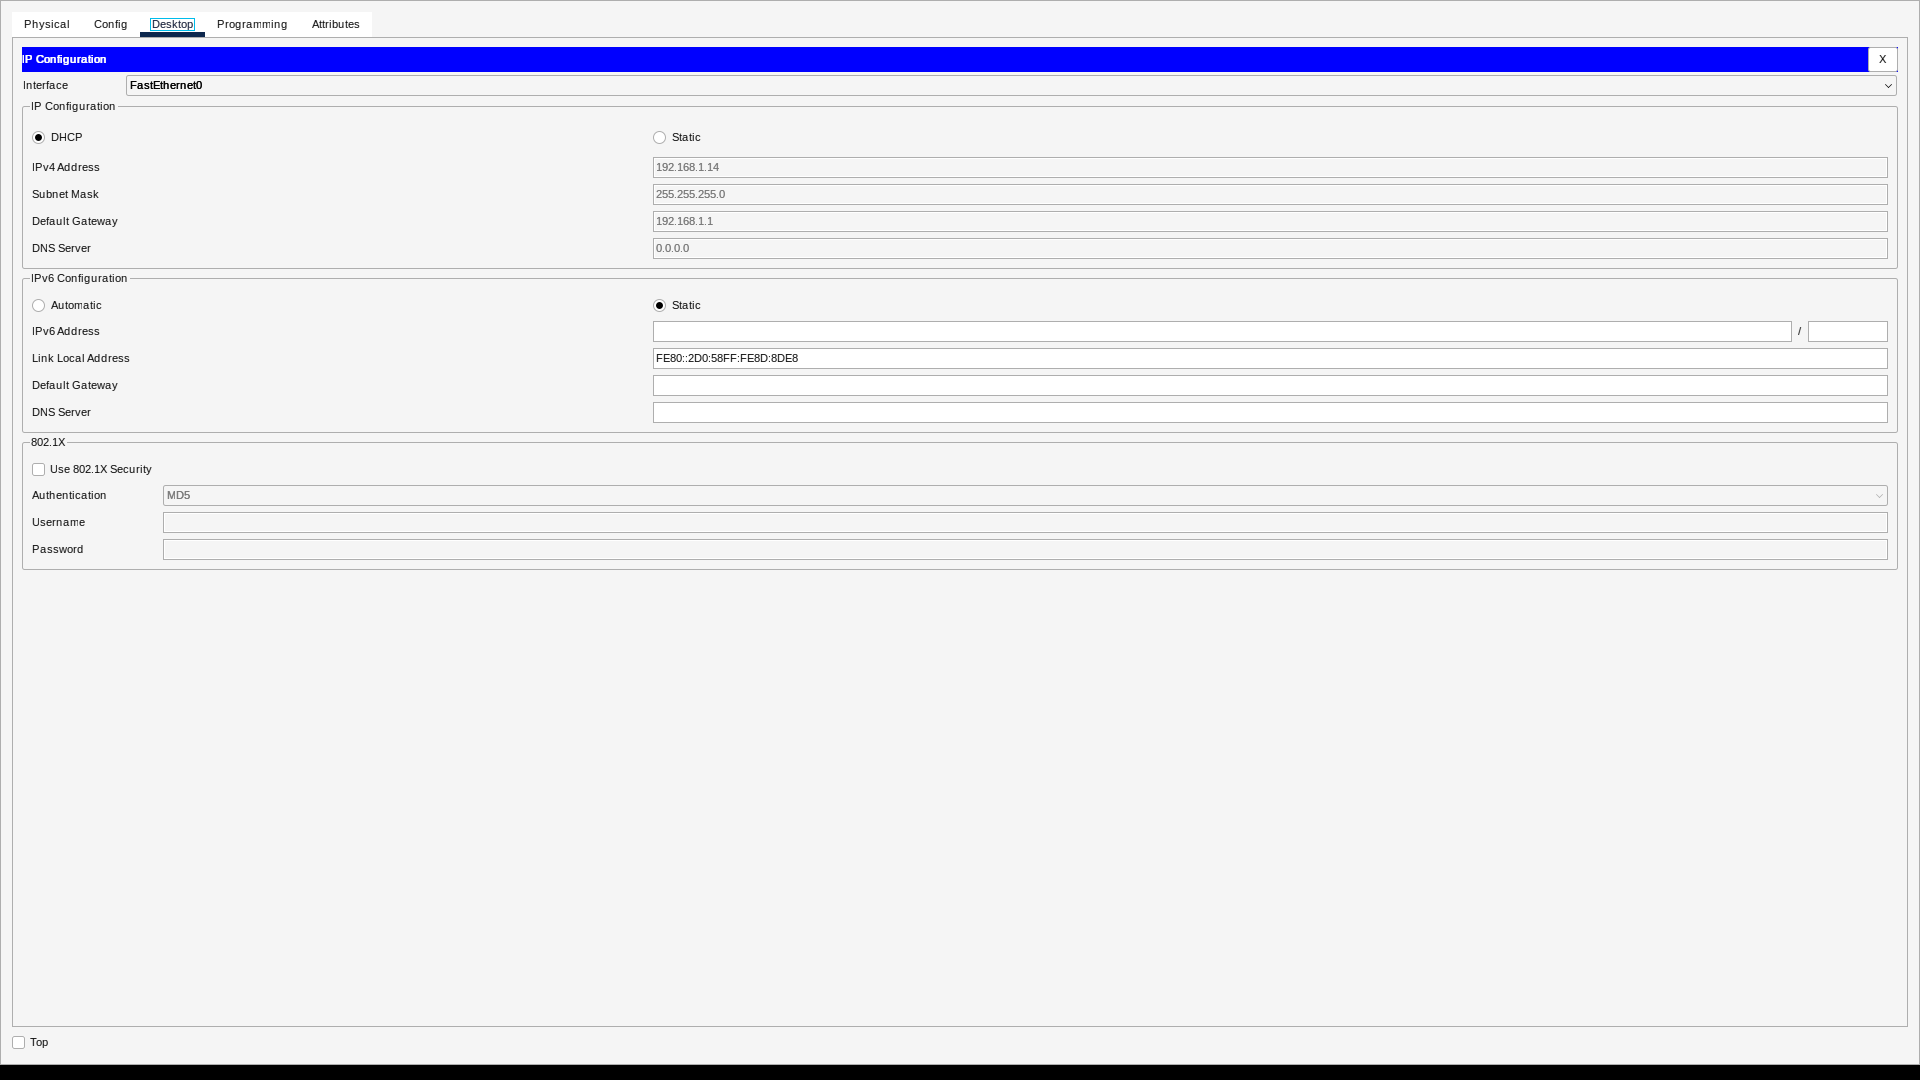 Physical Config Desktop Programming Attributes
IP Configuration X
Interface FastEthernet0
IP Configuration
DHCP Static
IPv4 Address 192.168.1.14
Subnet Mask 255.255.255.0
Default Gateway 192.168.1.1
DNS Server 0.0.0.0
IPv6 Configuration
Automatic Static
IPv6 Address /
Link Local Address FE80::2D0:58FF:FE8D:8DE8
Default Gateway
DNS Server
802.1X
Use 802.1X Security
Authentication MD5
Username
Password
Top